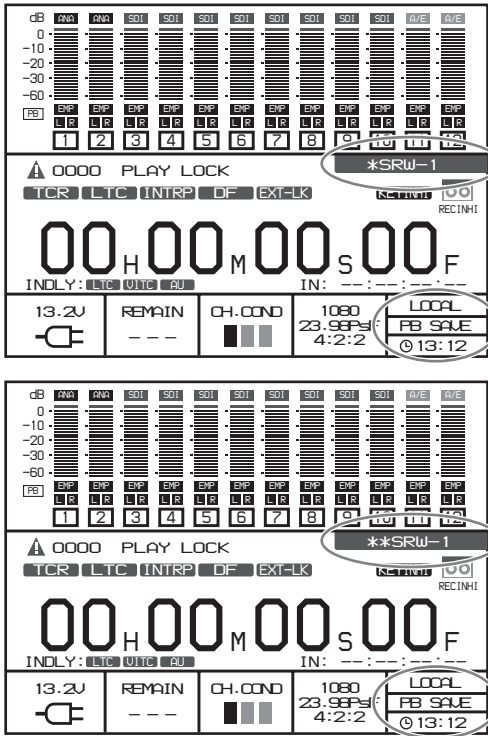 dB ANA ANA SDI SDI SDI SDI SDI SDI SDI SDI A/E A/E
0
-10
-20
-30
-60
PB EMP EMP EMP EMP EMP EMP EMP EMP EMP EMP EMP EMP
L R L R L R L R L R L R L R L R L R L R L R L R
1 2 3 4 5 6 7 8 9 10 11 12
*SRW-1
0000 PLAY LOCK
TCR LTC INTRP DF EXT-LK
RECINHI
00H00M00S00F
INDLY: LTC VITC AU IN: --:--:--:--
13.2V REMAIN CH.COND 1080 LOCAL
--- 23.98PsF PB SAVE
4:2:2 13:12
dB ANA ANA SDI SDI SDI SDI SDI SDI SDI SDI A/E A/E
0
-10
-20
-30
-60
PB EMP EMP EMP EMP EMP EMP EMP EMP EMP EMP EMP EMP
L R L R L R L R L R L R L R L R L R L R L R L R
1 2 3 4 5 6 7 8 9 10 11 12
**SRW-1
0000 PLAY LOCK
TCR LTC INTRP DF EXT-LK
RECINHI
00H00M00S00F
INDLY: LTC VITC AU IN: --:--:--:--
13.2V REMAIN CH.COND 1080 LOCAL
--- 23.98PsF PB SAVE
4:2:2 13:12